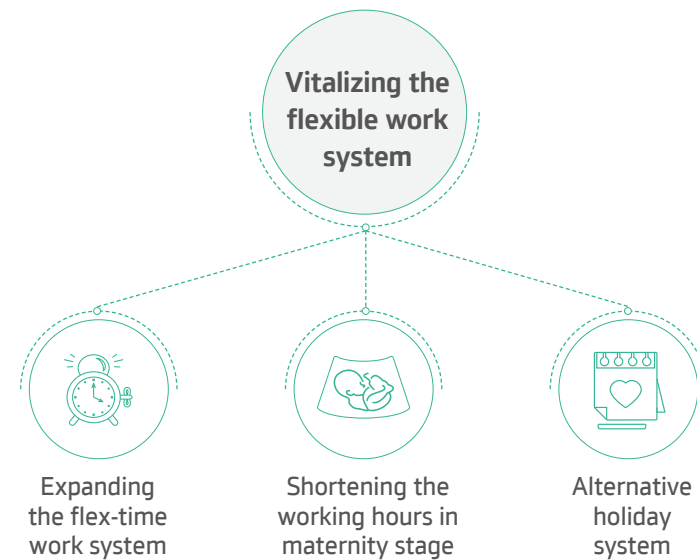 Vitalizing the
flexible work
system
Expanding
the flex-time
work system
Shortening the
working hours in
maternity stage
Alternative
holiday
system